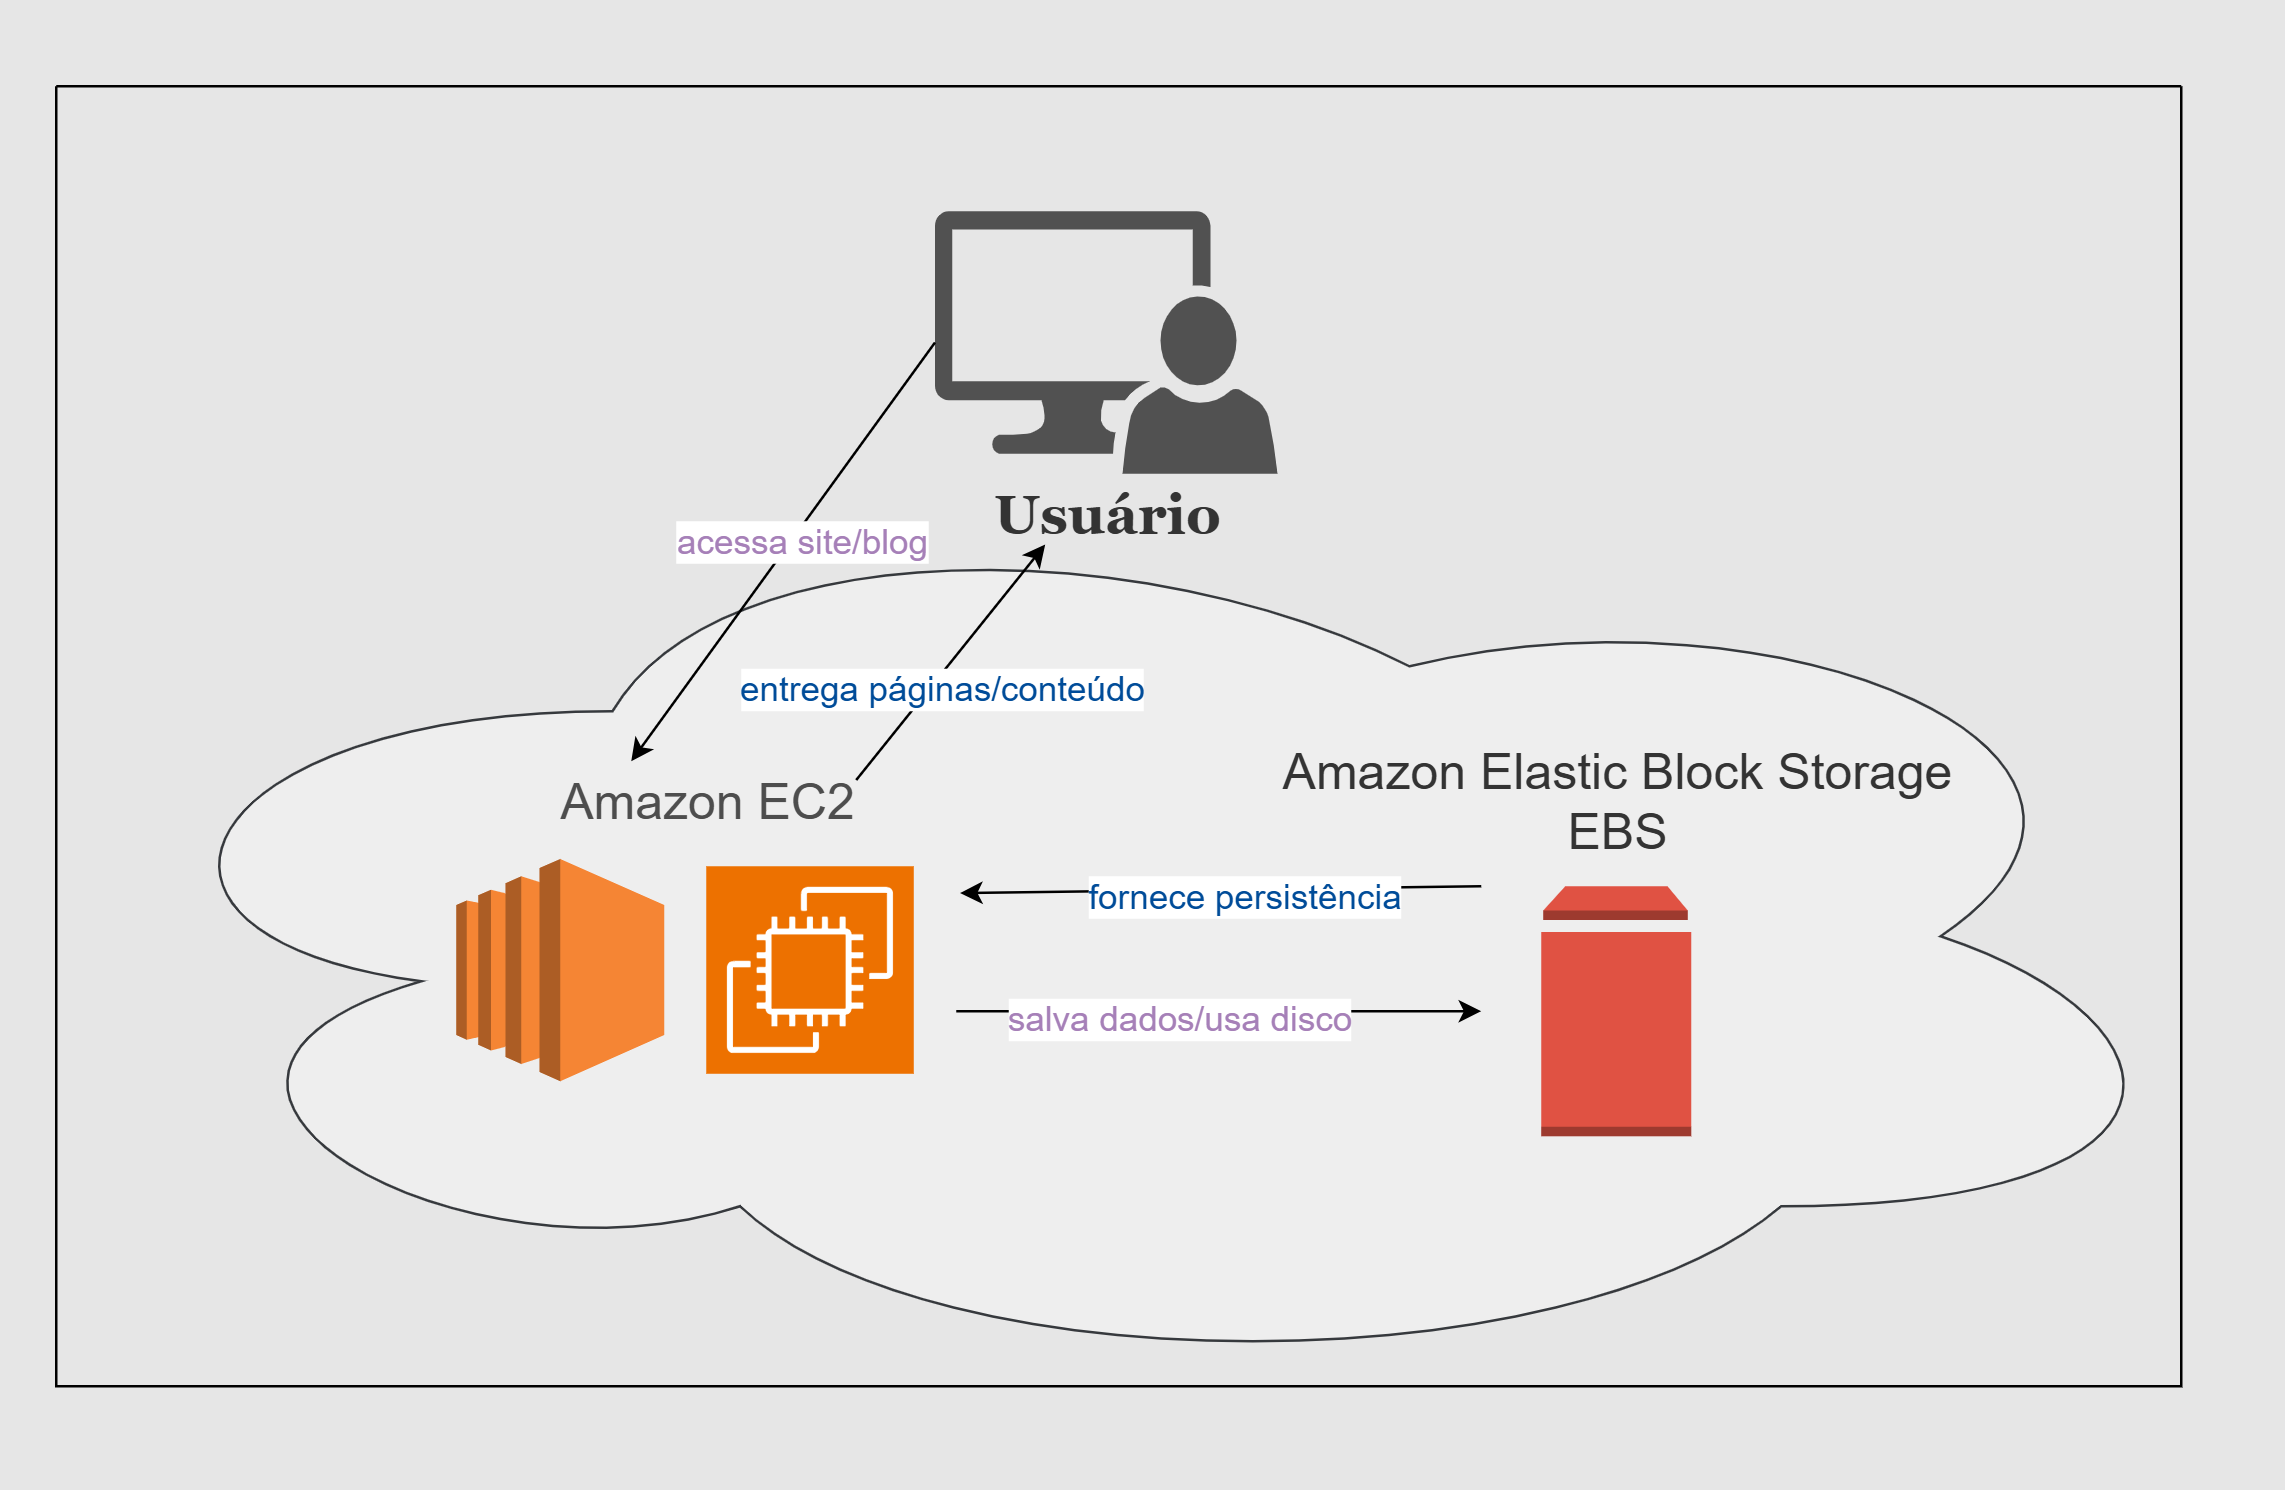 Usuário
acessa site/blog
entrega páginas/conteúdo
Amazon EC2
Amazon Elastic Block Storage
EBS
fornece persistência
salva dados/usa disco